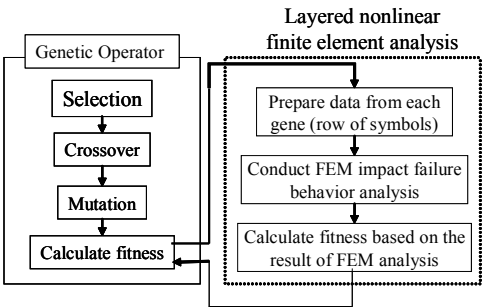 Layered nonlinear
finite element analysis
Genetic Operator
Selection
Crossover
Mutation
Calculate fitness
Prepare data from each
gene (row of symbols)
Conduct FEM impact failure
behavior analysis
Calculate fitness based on the
result of FEM analysis